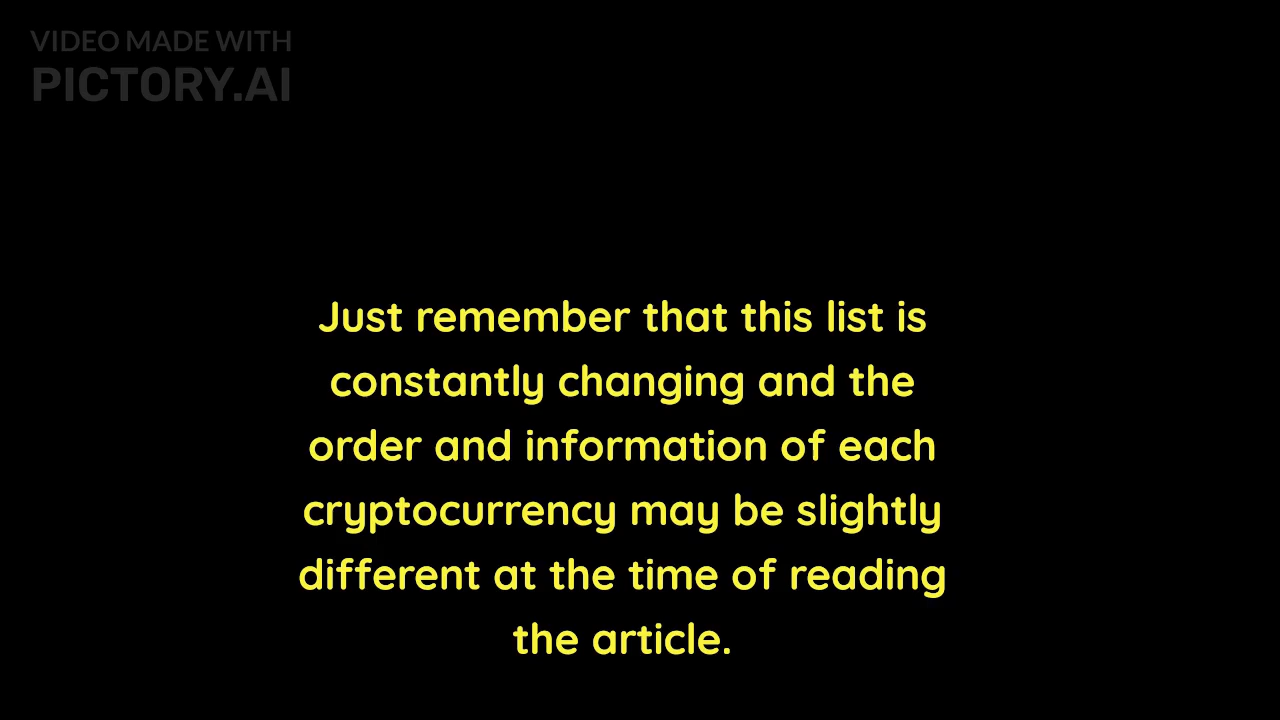 VIDEO MADE WITH
PICTORY.AI
Just remember that this list is
constantly changing and the
order and information of each
cryptocurrency may be slightly
different at the time of reading
the article.